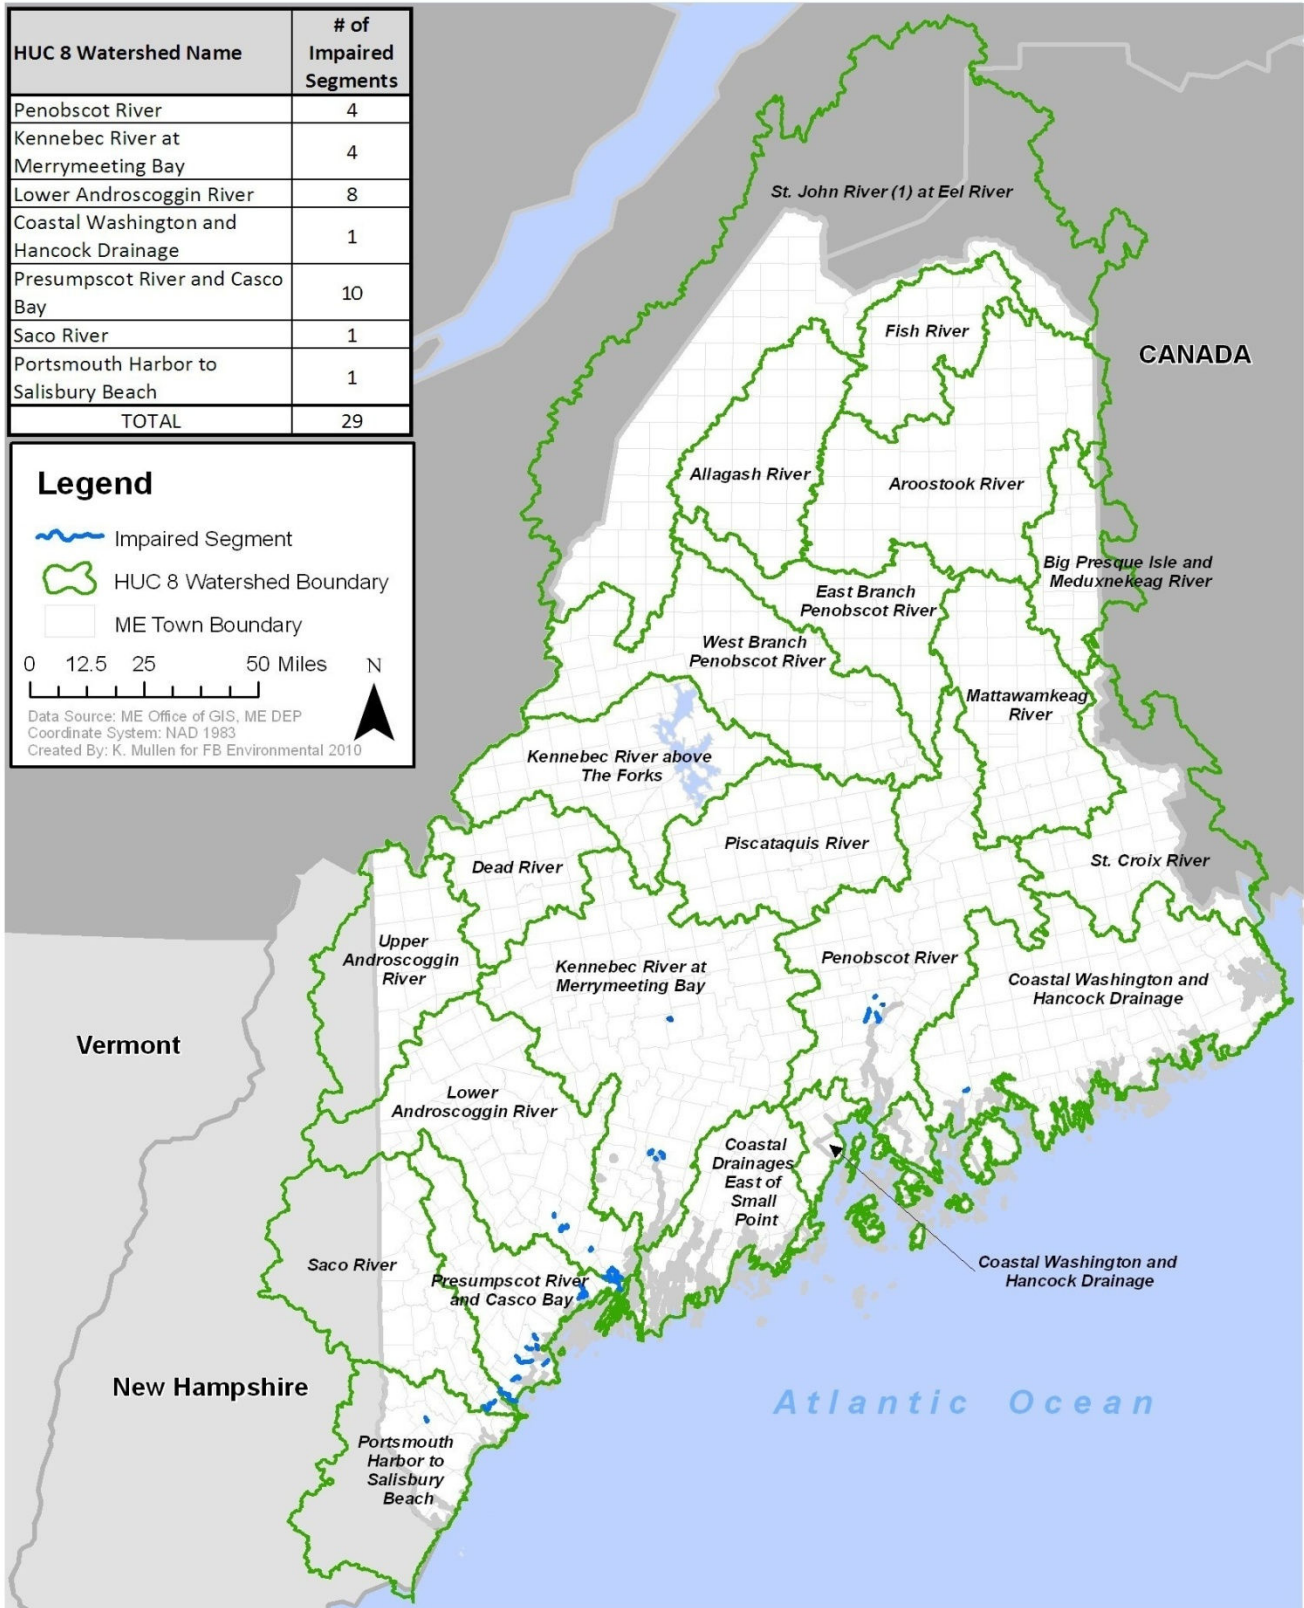 HUC 8 Watershed Name
# of
Impaired
Segments
Penobscot River 4
Kennebec River at
Merrymeeting Bay 4
Lower Androscoggin River 8
Coastal Washington and
Hancock Drainage 1
Presumpscot River and Casco
Bay 10
Saco River 1
Portsmouth Harbor to
Salisbury Beach 1
TOTAL 29
Legend
Impaired Segment
HUC 8 Watershed Boundary
ME Town Boundary
0 12.5 25 50 Miles N
Data Source: ME Office of GIS, ME DEP
Coordinate System: NAD 1983
Created By: K. Mullen for FB Environmental 2010
St. John River (1) at Eel River
Fish River
CANADA
Allagash River
Aroostook River
Big Presque Isle and
Meduxnekeag River
East Branch
Penobscot River
West Branch
Penobscot River
Mattawamkeag
River
Kennebec River above
The Forks
Piscataquis River
Dead River
St. Croix River
Upper
Androscoggin
River
Kennebec River at
Merrymeeting Bay
Penobscot River
Coastal Washington and
Hancock Drainage
Vermont
Lower
Androscoggin River
Coastal
Drainages
East of
Small
Point
Saco River
Presumpscot River
and Casco Bay
Coastal Washington and
Hancock Drainage
New Hampshire
Atlantic Ocean
Portsmouth
Harbor to
Salisbury
Beach